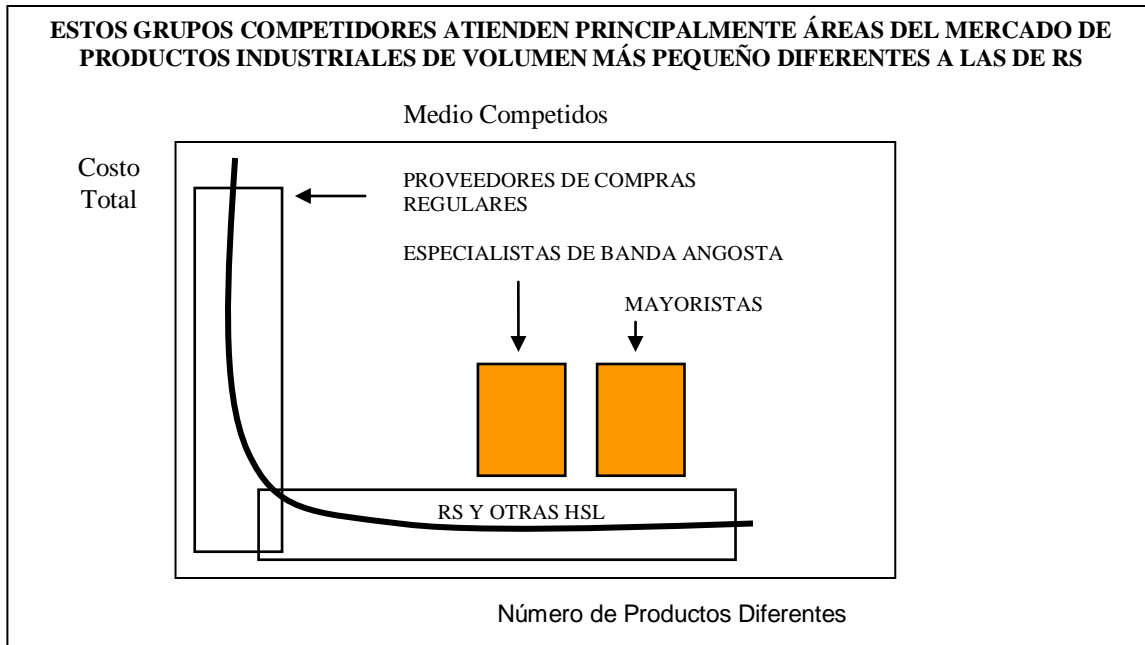 ESTOS GRUPOS COMPETIDORES ATIENDEN PRINCIPALMENTE ÁREAS DEL MERCADO DE
PRODUCTOS INDUSTRIALES DE VOLUMEN MÁS PEQUEÑO DIFERENTES A LAS DE RS
Medio Competidos
Costo
Total
PROVEEDORES DE COMPRAS
REGULARES
ESPECIALISTAS DE BANDA ANGOSTA
MAYORISTAS
RS Y OTRAS HSL
Número de Productos Diferentes